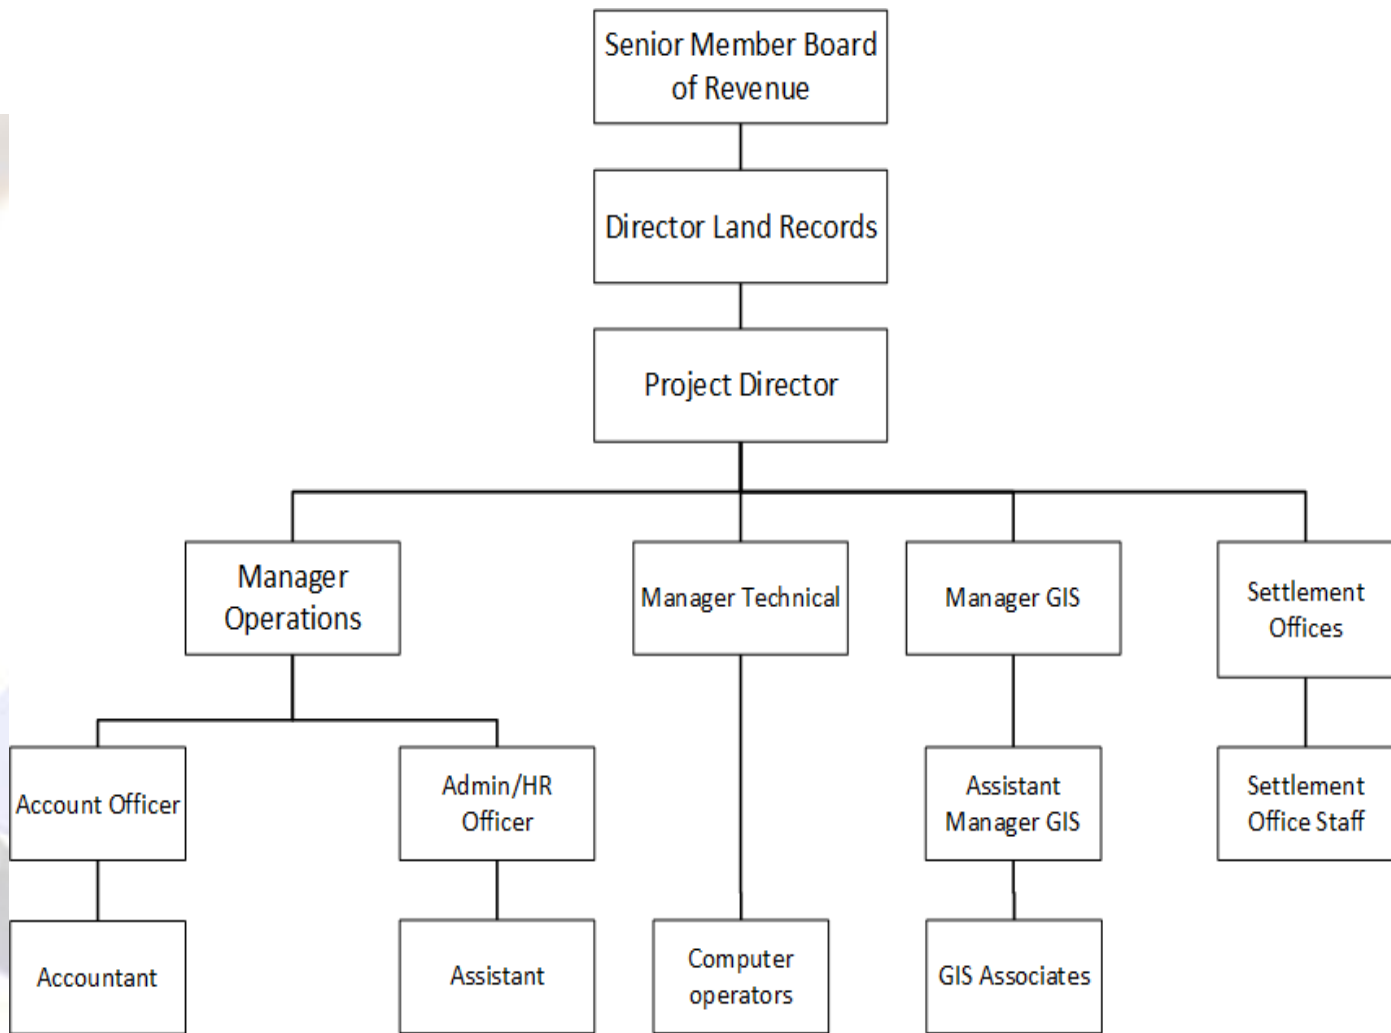 Senior Member Board
of Revenue
Director Land Records
Project Director
Manager
Operations
Manager Technical
Manager GIS
Settlement
Offices
Account Officer
Admin/HR
Officer
Assistant
Manager GIS
Settlement
Office Staff
Accountant
Assistant
Computer
operators
GIS Associates